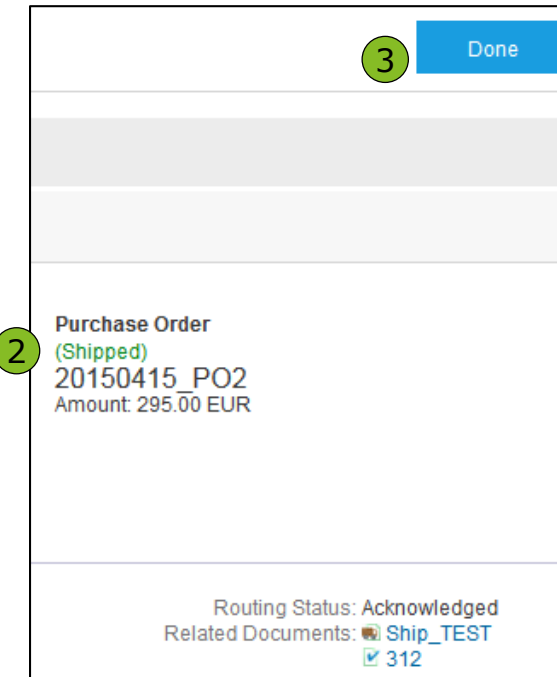 3
Done
Purchase Order
2
(Shipped)
20150415_PO2
Amount: 295.00 EUR
Routing Status: Acknowledged
Related Documents: Ship_TEST
312